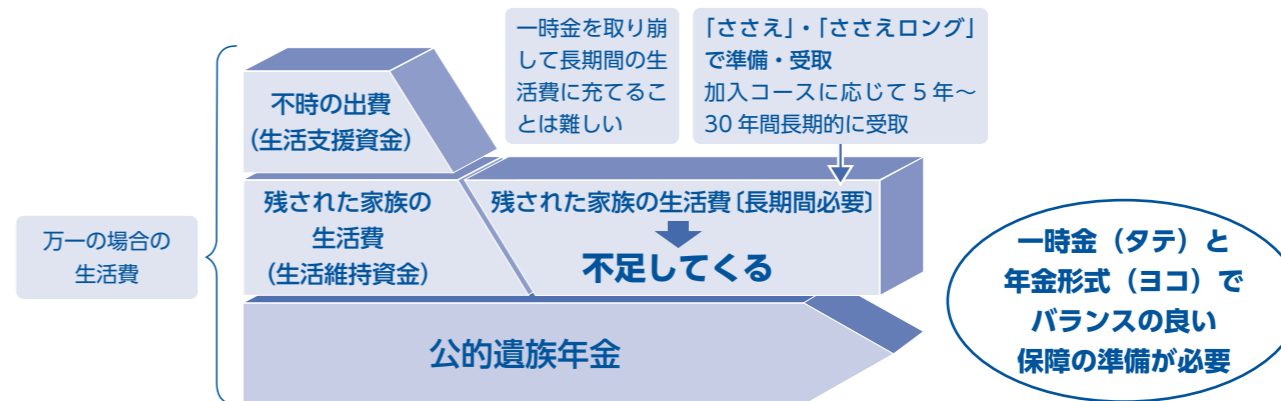 一時金を取り崩
して長期間の生
活費に充てるこ
とは難しい
「ささえ」・「ささえロング」
で準備・受取
加入コースに応じて5年～
30年間長期的に受取
不時の出費
(生活支援資金)
残された家族の
生活費
(生活維持資金)
残された家族の生活費〔長期間必要〕
不足してくる
万一の場合の
生活費
公的遺族年金
一時金（タテ）と
年金形式（ヨコ）で
バランスの良い
保障の準備が必要